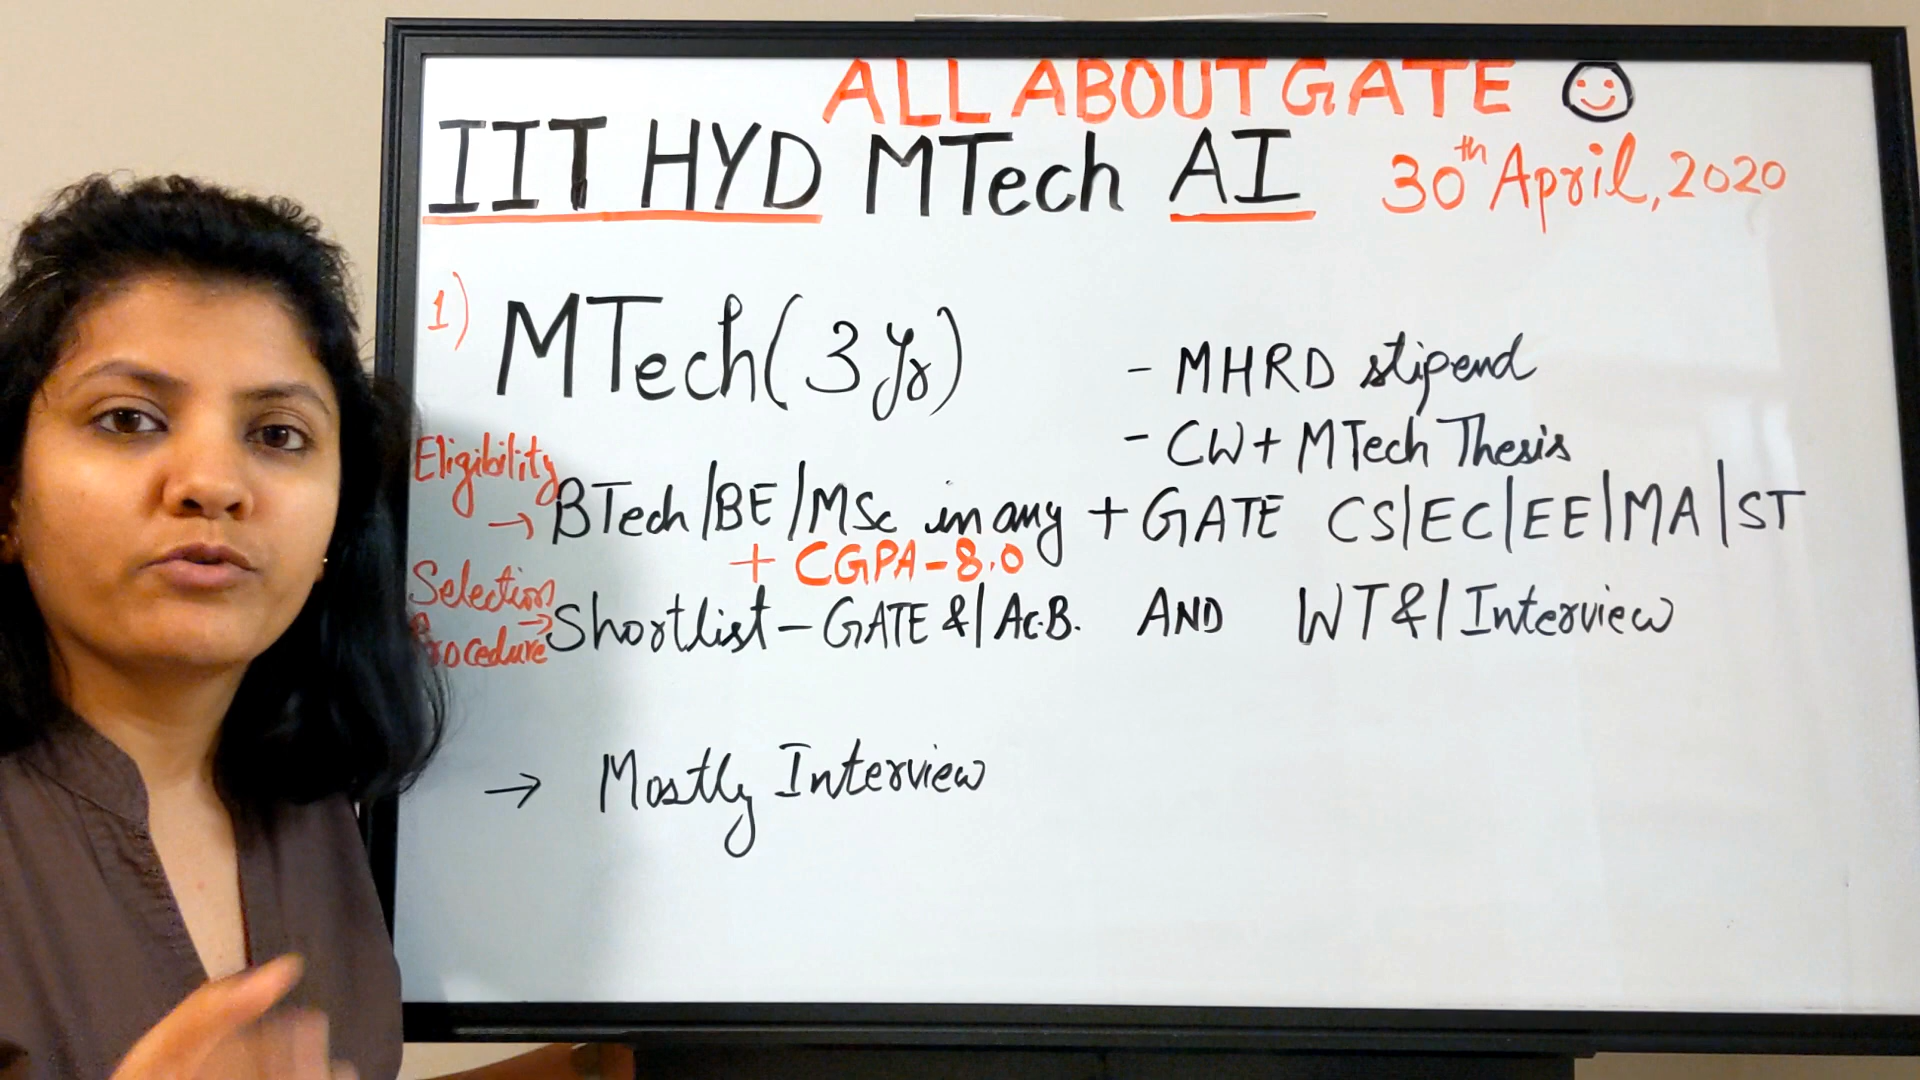 ALL ABOUT GATE
IIT HYD MTech AI 30th April, 2020
1) MTech (3 Yr)
- MHRD stipend
- CW + MTech Thesis
Eligibility
→ BTech/BE/MSc in any + GATE CS|EC|EE|MA|ST
+ CGPA-8.0
Selection Procedure → Shortlist - GATE &/ Ac.B. AND WT &/ Interview
→ Mostly Interview